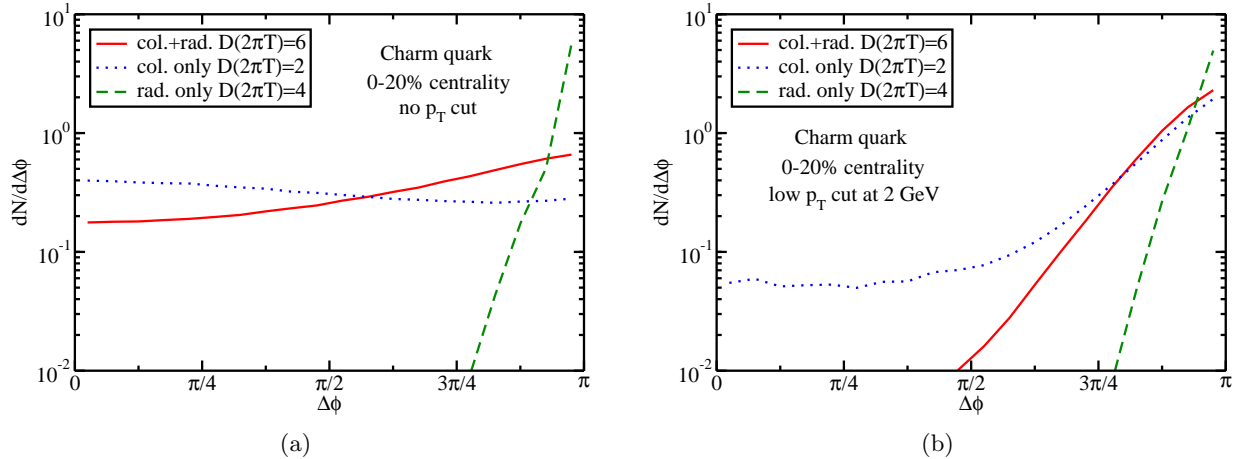 10^1
10^0
10^-1
10^-2
dN/dΔϕ
col.+rad. D(2πT)=6
col. only D(2πT)=2
rad. only D(2πT)=4
Charm quark
0-20% centrality
no p_T cut
0 π/4 π/2 3π/4 π
Δϕ
(a)
10^1
10^0
10^-1
10^-2
dN/dΔϕ
col.+rad. D(2πT)=6
col. only D(2πT)=2
rad. only D(2πT)=4
Charm quark
0-20% centrality
low p_T cut at 2 GeV
0 π/4 π/2 3π/4 π
Δϕ
(b)